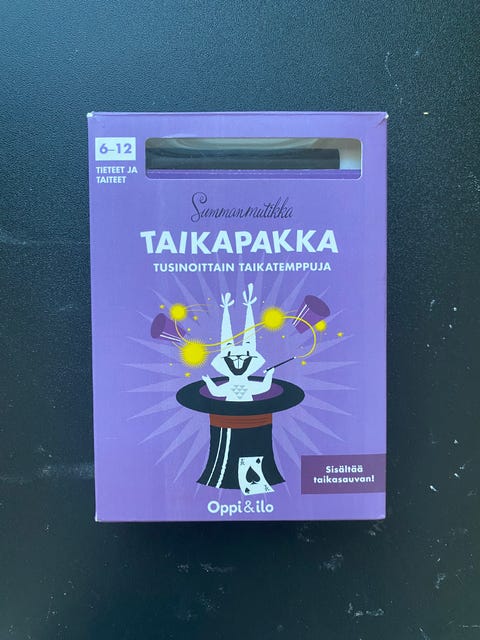 6–12
TIETEET JA
TAITEET
Summanmutikka
TAIKAPAKKA
TUSINOITTAIN TAIKATEMPPUJA
A
Sisältää
taikasauvan!
Oppi&ilo